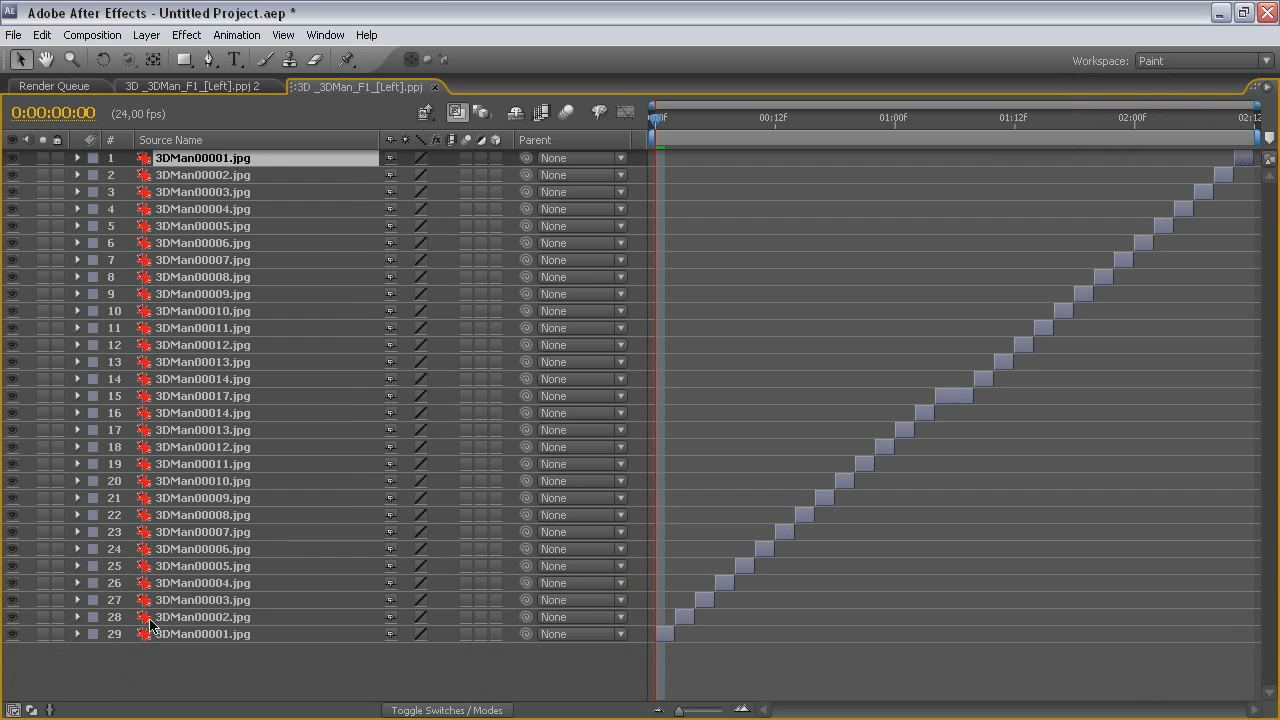 Adobe After Effects - Untitled Project.aep *
File Edit Composition Layer Effect Animation View Window Help
Workspace: Paint
Render Queue 3D _3DMan_F1_[Left].ppj 2 3D _3DMan_F1_[Left].ppj
0:00:00:00 (24,00 fps)
00:12F 01:00F 01:12F 02:00F 02:12
# Source Name Parent
1 3DMan00001.jpg None
2 3DMan00002.jpg None
3 3DMan00003.jpg None
4 3DMan00004.jpg None
5 3DMan00005.jpg None
6 3DMan00006.jpg None
7 3DMan00007.jpg None
8 3DMan00008.jpg None
9 3DMan00009.jpg None
10 3DMan00010.jpg None
11 3DMan00011.jpg None
12 3DMan00012.jpg None
13 3DMan00013.jpg None
14 3DMan00014.jpg None
15 3DMan00017.jpg None
16 3DMan00014.jpg None
17 3DMan00013.jpg None
18 3DMan00012.jpg None
19 3DMan00011.jpg None
20 3DMan00010.jpg None
21 3DMan00009.jpg None
22 3DMan00008.jpg None
23 3DMan00007.jpg None
24 3DMan00006.jpg None
25 3DMan00005.jpg None
26 3DMan00004.jpg None
27 3DMan00003.jpg None
28 3DMan00002.jpg None
29 3DMan00001.jpg None
Toggle Switches / Modes